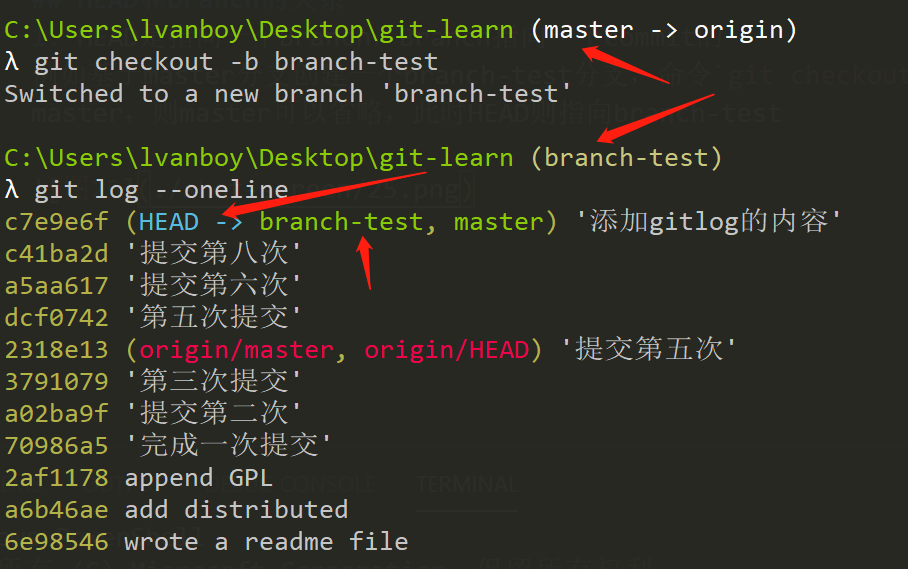 C:\Users\lvanboy\Desktop\git-learn (master -> origin)
λ git checkout -b branch-test
Switched to a new branch 'branch-test'
C:\Users\lvanboy\Desktop\git-learn (branch-test)
λ git log --oneline
c7e9e6f (HEAD -> branch-test, master) '添加gitlog的内容'
c41ba2d '提交第八次'
a5aa617 '提交第六次'
dcf0742 '第五次提交'
2318e13 (origin/master, origin/HEAD) '提交第五次'
3791079 '第三次提交'
a02ba9f '提交第二次'
70986a5 '完成一次提交'
2af1178 append GPL
a6b46ae add distributed
6e98546 wrote a readme file